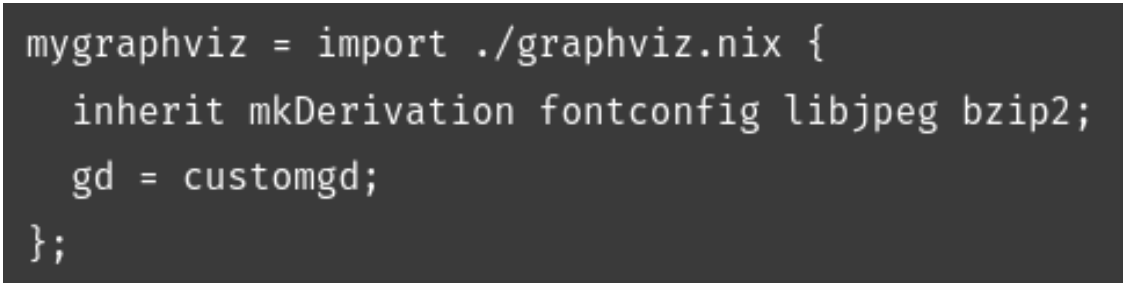 mygraphviz = import ./graphviz.nix {
  inherit mkDerivation fontconfig libjpeg bzip2;
  gd = customgd;
};